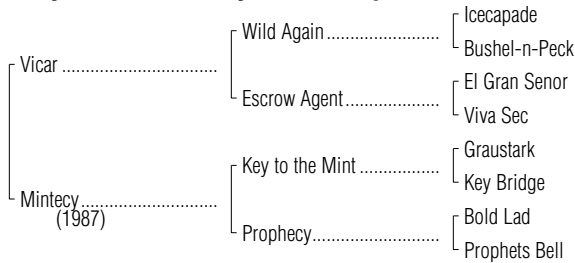 Icecapade
Wild Again......................
Bushel-n-Peck
Vicar ...............................
El Gran Senor
Escrow Agent................
Viva Sec
Graustark
Key to the Mint ................
Key Bridge
Mintecy...........................
(1987)
Bold Lad
Prophecy.........................
Prophets Bell